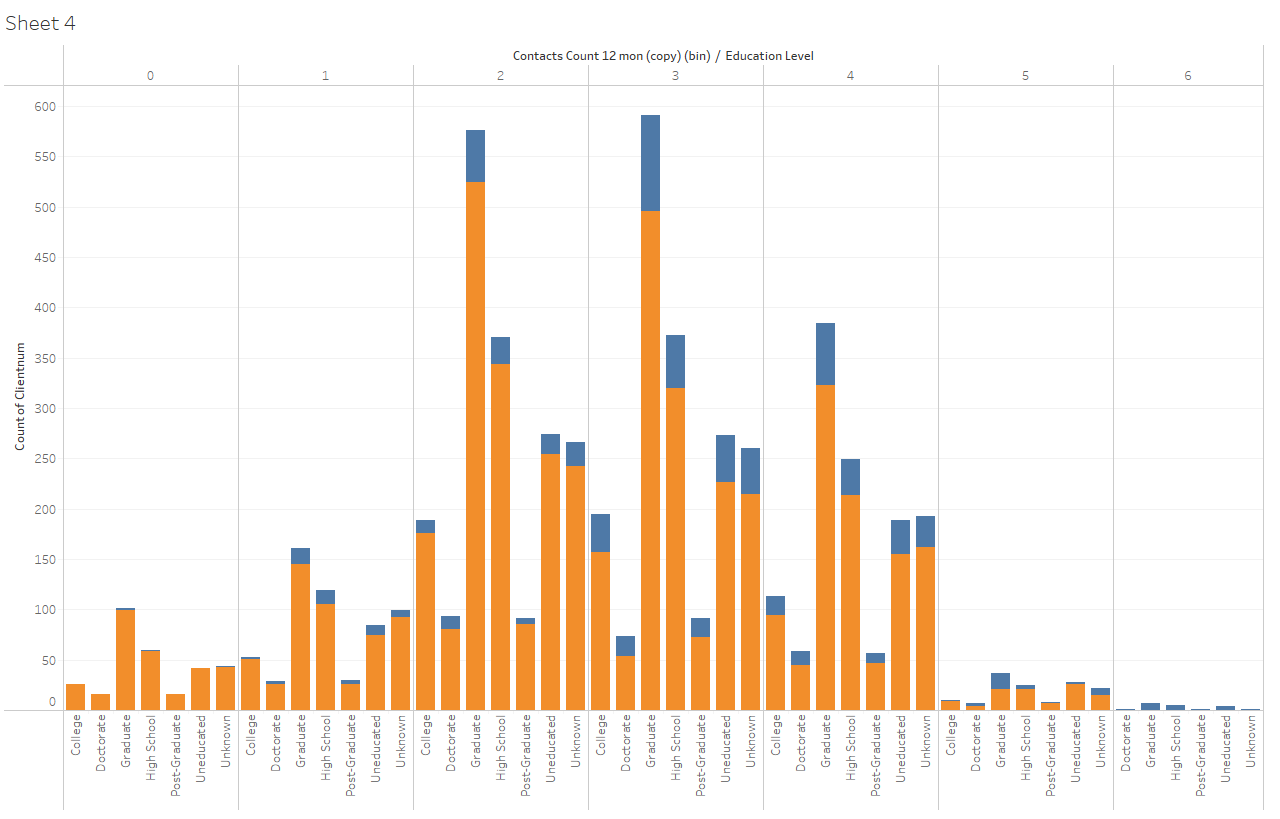 Sheet 4
Contacts Count 12 mon (copy) (bin) / Education Level
0 1 2 3 4 5 6
600
550
500
450
400
350
300
250
200
150
100
50
0
Count of Clientnum
College Doctorate Graduate High School Post-Graduate Uneducated Unknown College Doctorate Graduate High School Post-Graduate Uneducated Unknown College Doctorate Graduate High School Post-Graduate Uneducated Unknown College Doctorate Graduate High School Post-Graduate Uneducated Unknown College Doctorate Graduate High School Post-Graduate Uneducated Unknown College Doctorate Graduate High School Post-Graduate Uneducated Unknown Doctorate Graduate High School Post-Graduate Uneducated Unknown